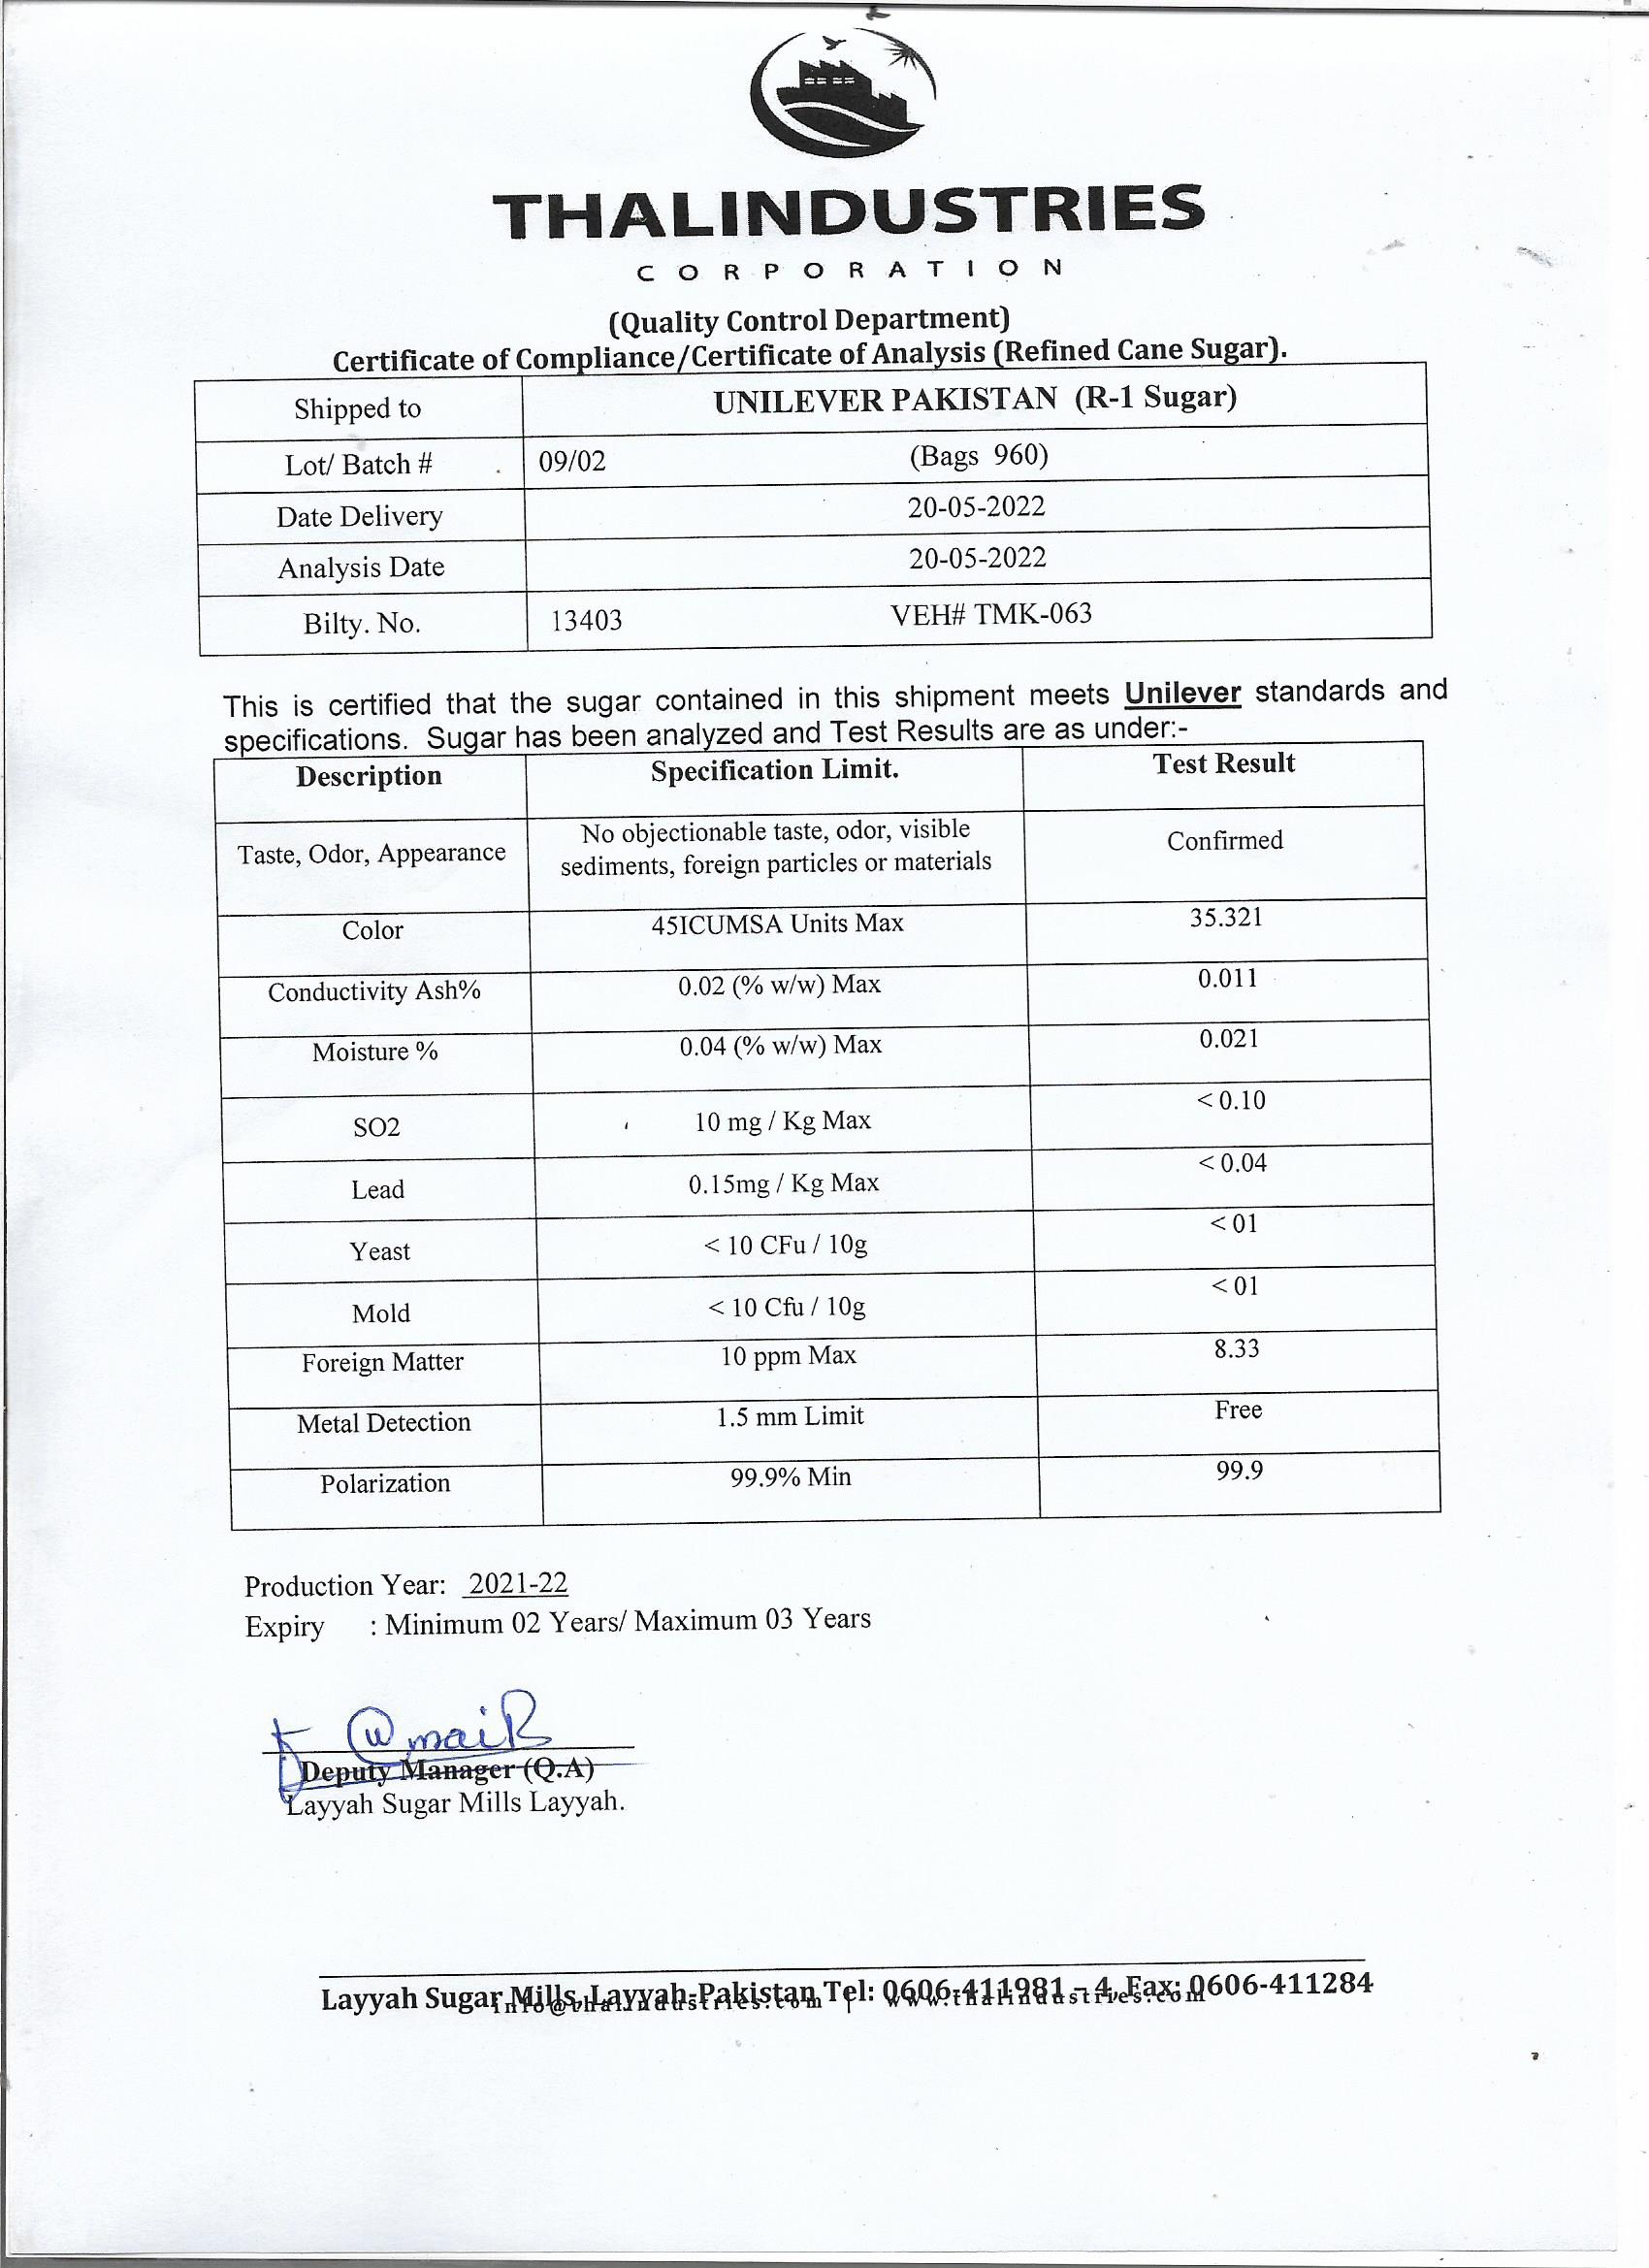 THALINDUSTRIES
CORPORATION
(Quality Control Department)
Certificate of Compliance/Certificate of Analysis (Refined Cane Sugar).
Shipped to UNILEVER PAKISTAN (R-1 Sugar)
Lot/ Batch # 09/02 (Bags 960)
Date Delivery 20-05-2022
Analysis Date 20-05-2022
Bilty. No. 13403 VEH# TMK-063
This is certified that the sugar contained in this shipment meets Unilever standards and
specifications. Sugar has been analyzed and Test Results are as under:-
Description Specification Limit. Test Result
Taste, Odor, Appearance No objectionable taste, odor, visible
sediments, foreign particles or materials Confirmed
Color 45ICUMSA Units Max 35.321
Conductivity Ash% 0.02 (% w/w) Max 0.011
Moisture % 0.04 (% w/w) Max 0.021
SO2 10 mg / Kg Max < 0.10
Lead 0.15mg / Kg Max < 0.04
Yeast < 10 CFu / 10g < 01
Mold < 10 Cfu / 10g < 01
Foreign Matter 10 ppm Max 8.33
Metal Detection 1.5 mm Limit Free
Polarization 99.9% Min 99.9
Production Year: 2021-22
Expiry : Minimum 02 Years/ Maximum 03 Years
Deputy Manager (Q.A)
Layyah Sugar Mills Layyah.
Layyah Sugar Mills, Layyah-Pakistan Tel: 0606-411981 – 4, Fax: 0606-411284
info@thalindustries.com | www.thalindustries.com